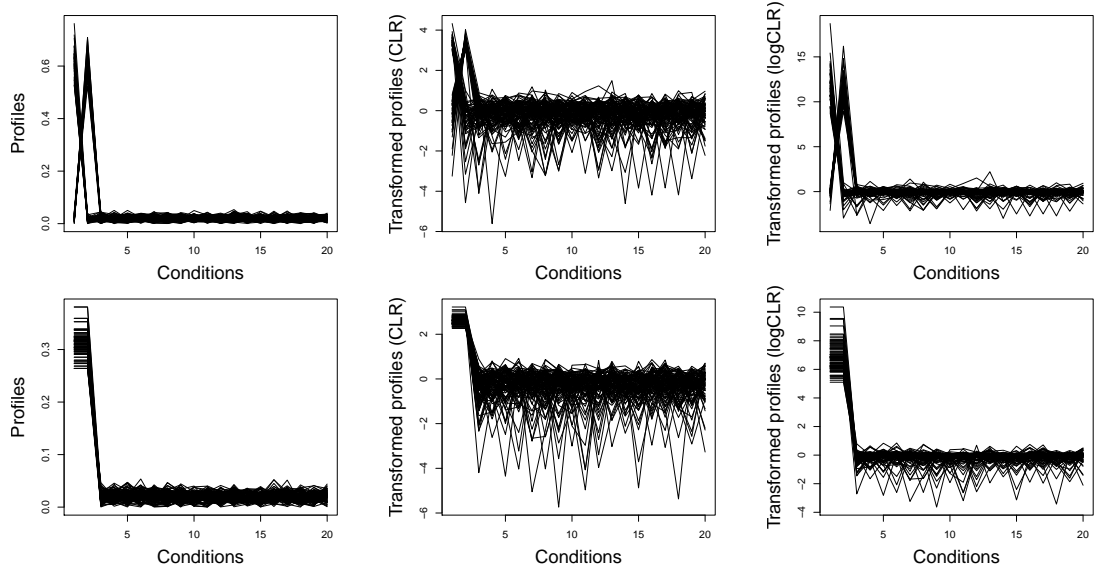 Profiles
0.0 0.2 0.4 0.6
5 10 15 20
Conditions
Transformed profiles (CLR)
−6 −4 −2 0 2 4
5 10 15 20
Conditions
Transformed profiles (logCLR)
0 5 10 15
5 10 15 20
Conditions
Profiles
0.0 0.1 0.2 0.3
5 10 15 20
Conditions
Transformed profiles (CLR)
−6 −4 −2 0 2
5 10 15 20
Conditions
Transformed profiles (logCLR)
−4 −2 0 2 4 6 8 10
5 10 15 20
Conditions